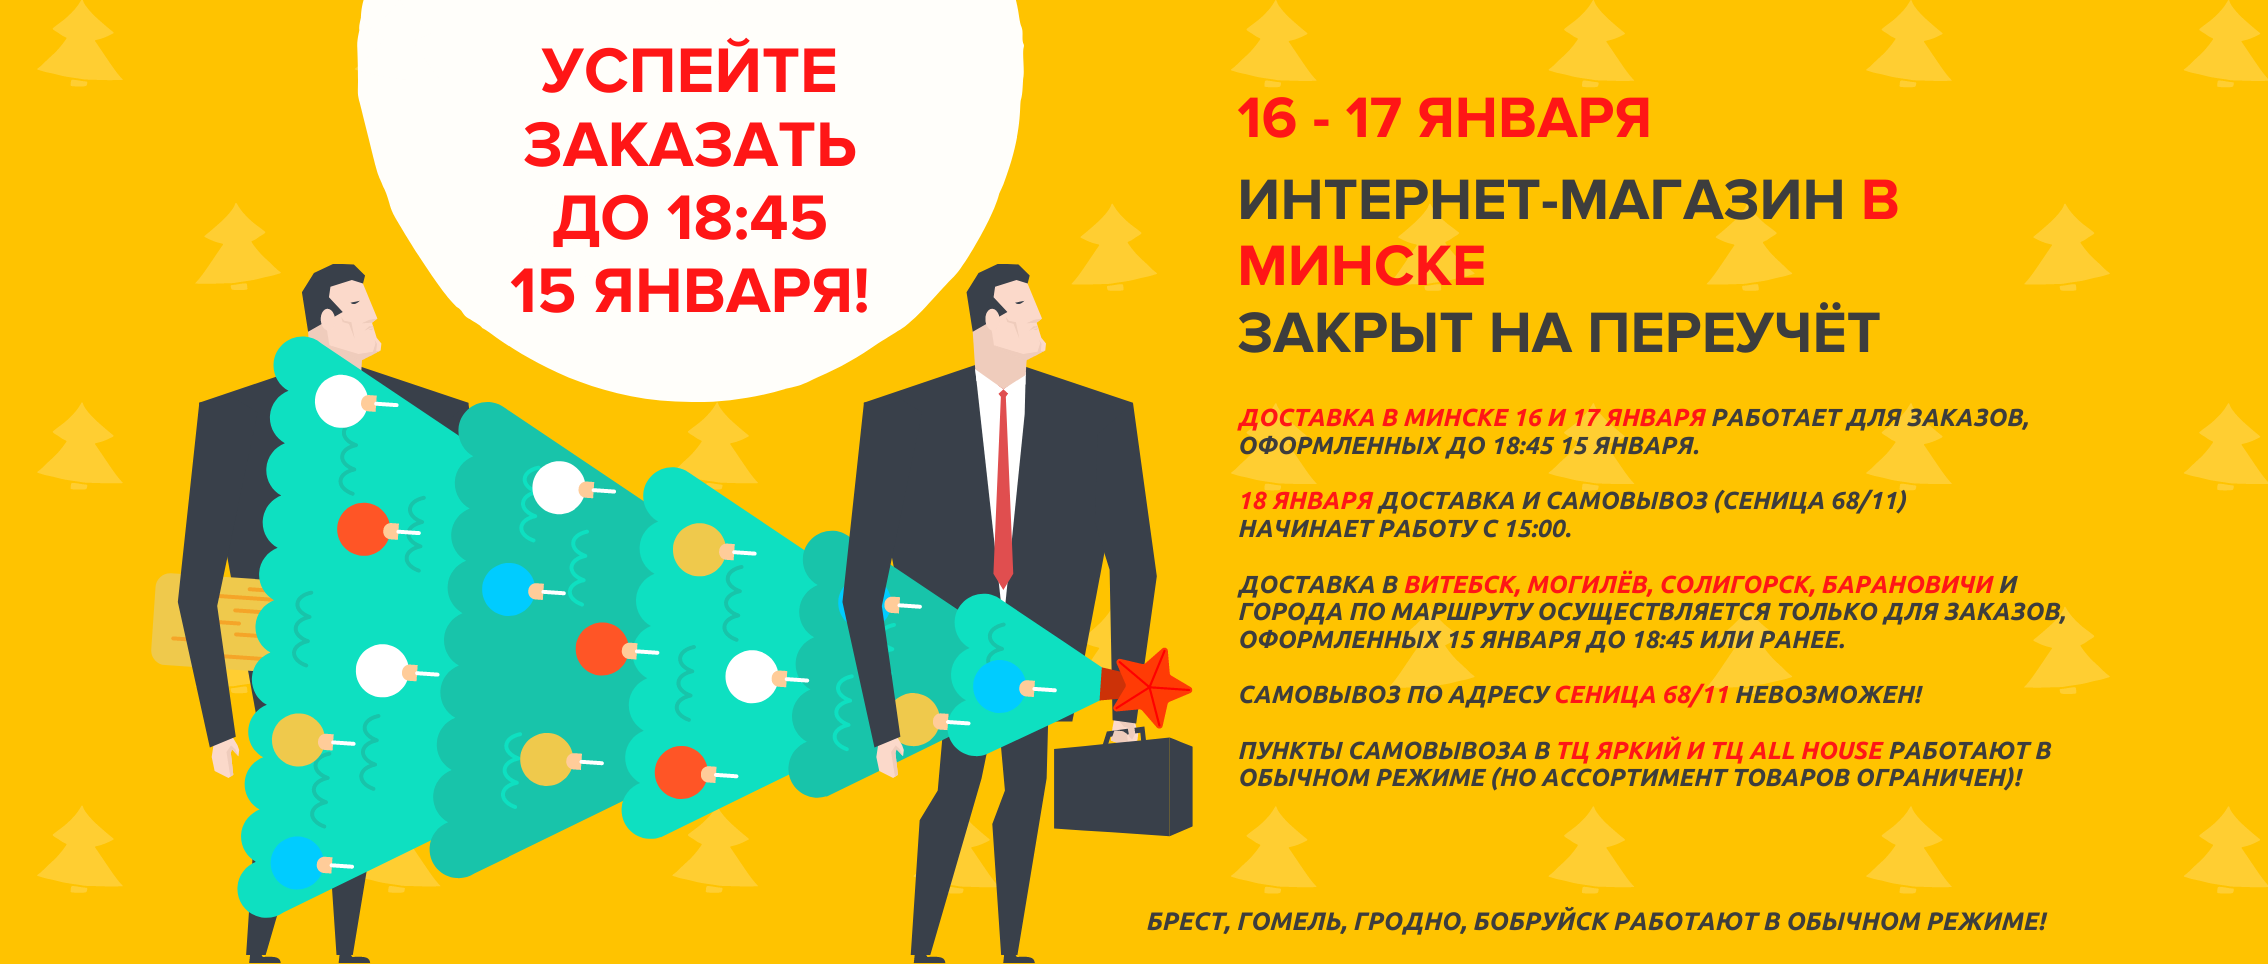 УСПЕЙТЕ
ЗАКАЗАТЬ
ДО 18:45
15 ЯНВАРЯ!
16 - 17 ЯНВАРЯ
ИНТЕРНЕТ-МАГАЗИН В
МИНСКЕ
ЗАКРЫТ НА ПЕРЕУЧЁТ
ДОСТАВКА В МИНСКЕ 16 И 17 ЯНВАРЯ РАБОТАЕТ ДЛЯ ЗАКАЗОВ,
ОФОРМЛЕННЫХ ДО 18:45 15 ЯНВАРЯ.
18 ЯНВАРЯ ДОСТАВКА И САМОВЫВОЗ (СЕНИЦА 68/11)
НАЧИНАЕТ РАБОТУ С 15:00.
ДОСТАВКА В ВИТЕБСК, МОГИЛЁВ, СОЛИГОРСК, БАРАНОВИЧИ И
ГОРОДА ПО МАРШРУТУ ОСУЩЕСТВЛЯЕТСЯ ТОЛЬКО ДЛЯ ЗАКАЗОВ,
ОФОРМЛЕННЫХ 15 ЯНВАРЯ ДО 18:45 ИЛИ РАНЕЕ.
САМОВЫВОЗ ПО АДРЕСУ СЕНИЦА 68/11 НЕВОЗМОЖЕН!
ПУНКТЫ САМОВЫВОЗА В ТЦ ЯРКИЙ И ТЦ ALL HOUSE РАБОТАЮТ В
ОБЫЧНОМ РЕЖИМЕ (НО АССОРТИМЕНТ ТОВАРОВ ОГРАНИЧЕН)!
БРЕСТ, ГОМЕЛЬ, ГРОДНО, БОБРУЙСК РАБОТАЮТ В ОБЫЧНОМ РЕЖИМЕ!